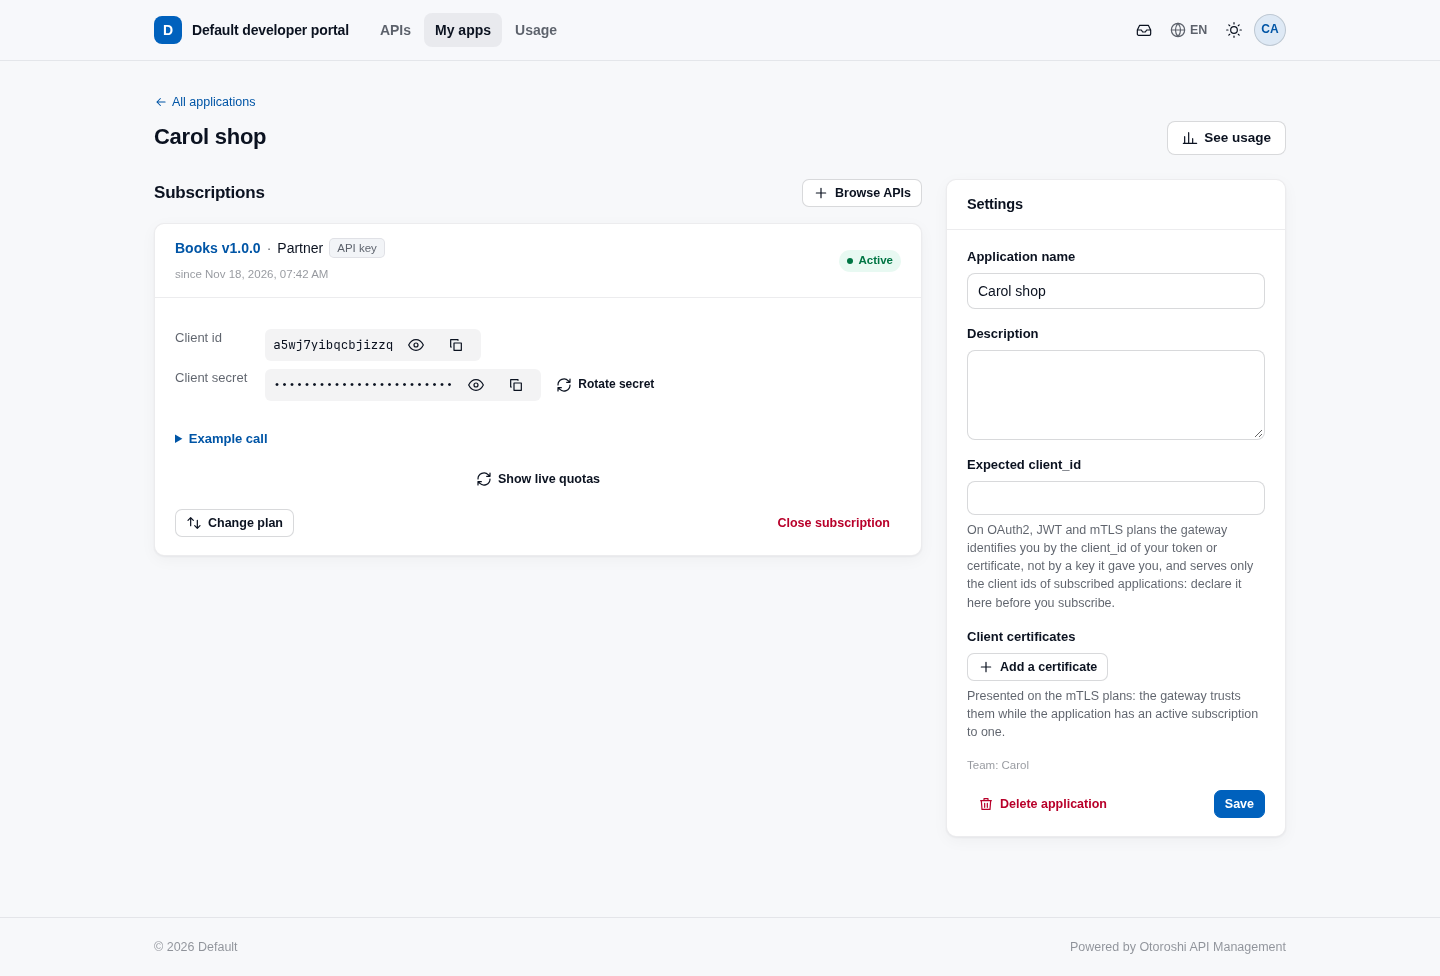 D Default developer portal APIs My apps Usage EN CA
All applications
Carol shop
See usage
Subscriptions
Browse APIs
Books v1.0.0 · Partner API key
since Nov 18, 2026, 07:42 AM
Active
Client id a5wj7yibqcbjizzq
Client secret ••••••••••••••••••••••••
Rotate secret
Example call
Show live quotas
Change plan
Close subscription
Settings
Application name
Carol shop
Description
Expected client_id
On OAuth2, JWT and mTLS plans the gateway
identifies you by the client_id of your token or
certificate, not by a key it gave you, and serves only
the client ids of subscribed applications: declare it
here before you subscribe.
Client certificates
Add a certificate
Presented on the mTLS plans: the gateway trusts
them while the application has an active subscription
to one.
Team: Carol
Delete application
Save
© 2026 Default
Powered by Otoroshi API Management